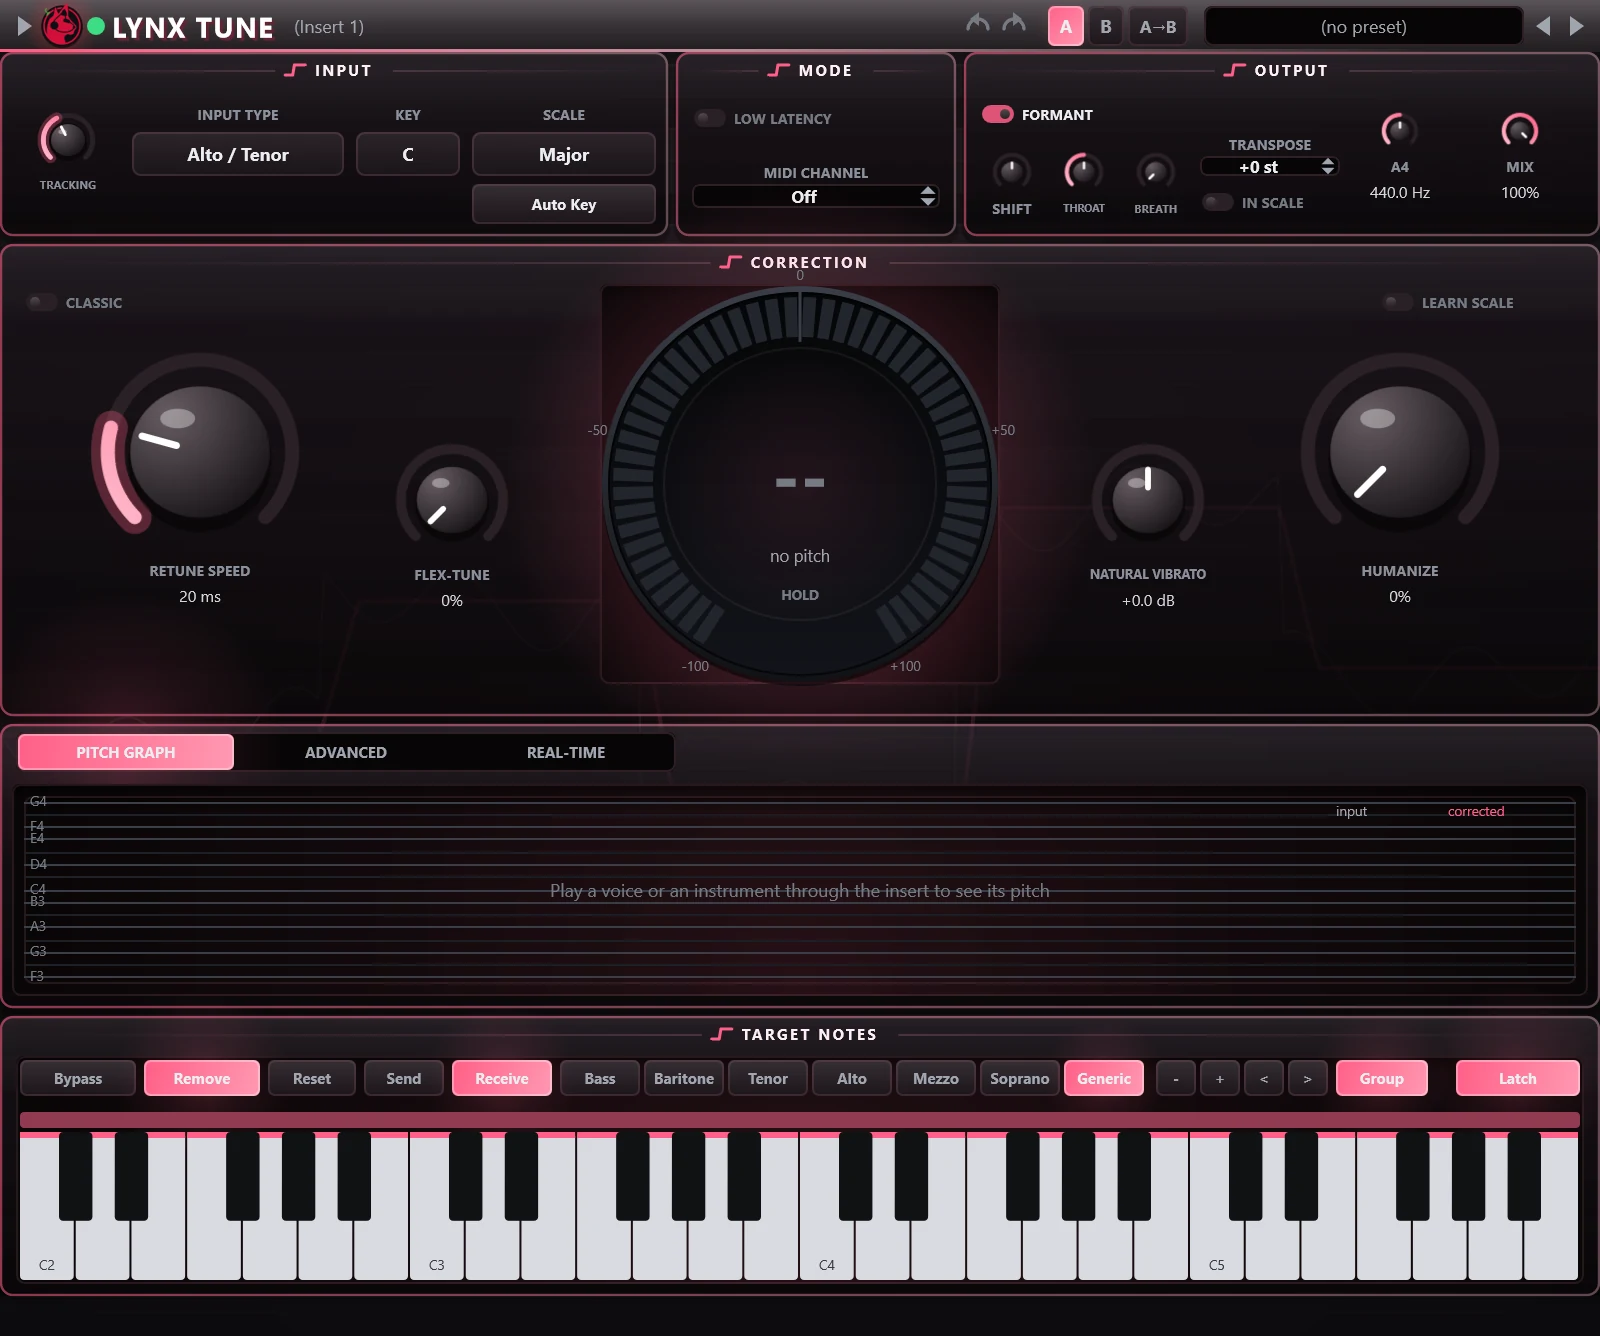 LYNX TUNE (Insert 1) A B A→B (no preset)
INPUT
INPUT TYPE KEY SCALE
Alto / Tenor C Major
TRACKING
Auto Key
MODE
LOW LATENCY
MIDI CHANNEL
Off
OUTPUT
FORMANT
SHIFT THROAT BREATH
TRANSPOSE
+0 st
IN SCALE
A4
440.0 Hz
MIX
100%
CORRECTION
CLASSIC
LEARN SCALE
0
-50
+50
-100
+100
-- 
no pitch
HOLD
RETUNE SPEED
20 ms
FLEX-TUNE
0%
NATURAL VIBRATO
+0.0 dB
HUMANIZE
0%
PITCH GRAPH ADVANCED REAL-TIME
input corrected
G4
F4
E4
D4
C4
B3
A3
G3
F3
Play a voice or an instrument through the insert to see its pitch
TARGET NOTES
Bypass Remove Reset Send Receive Bass Baritone Tenor Alto Mezzo Soprano Generic - + < > Group Latch
C2 C3 C4 C5